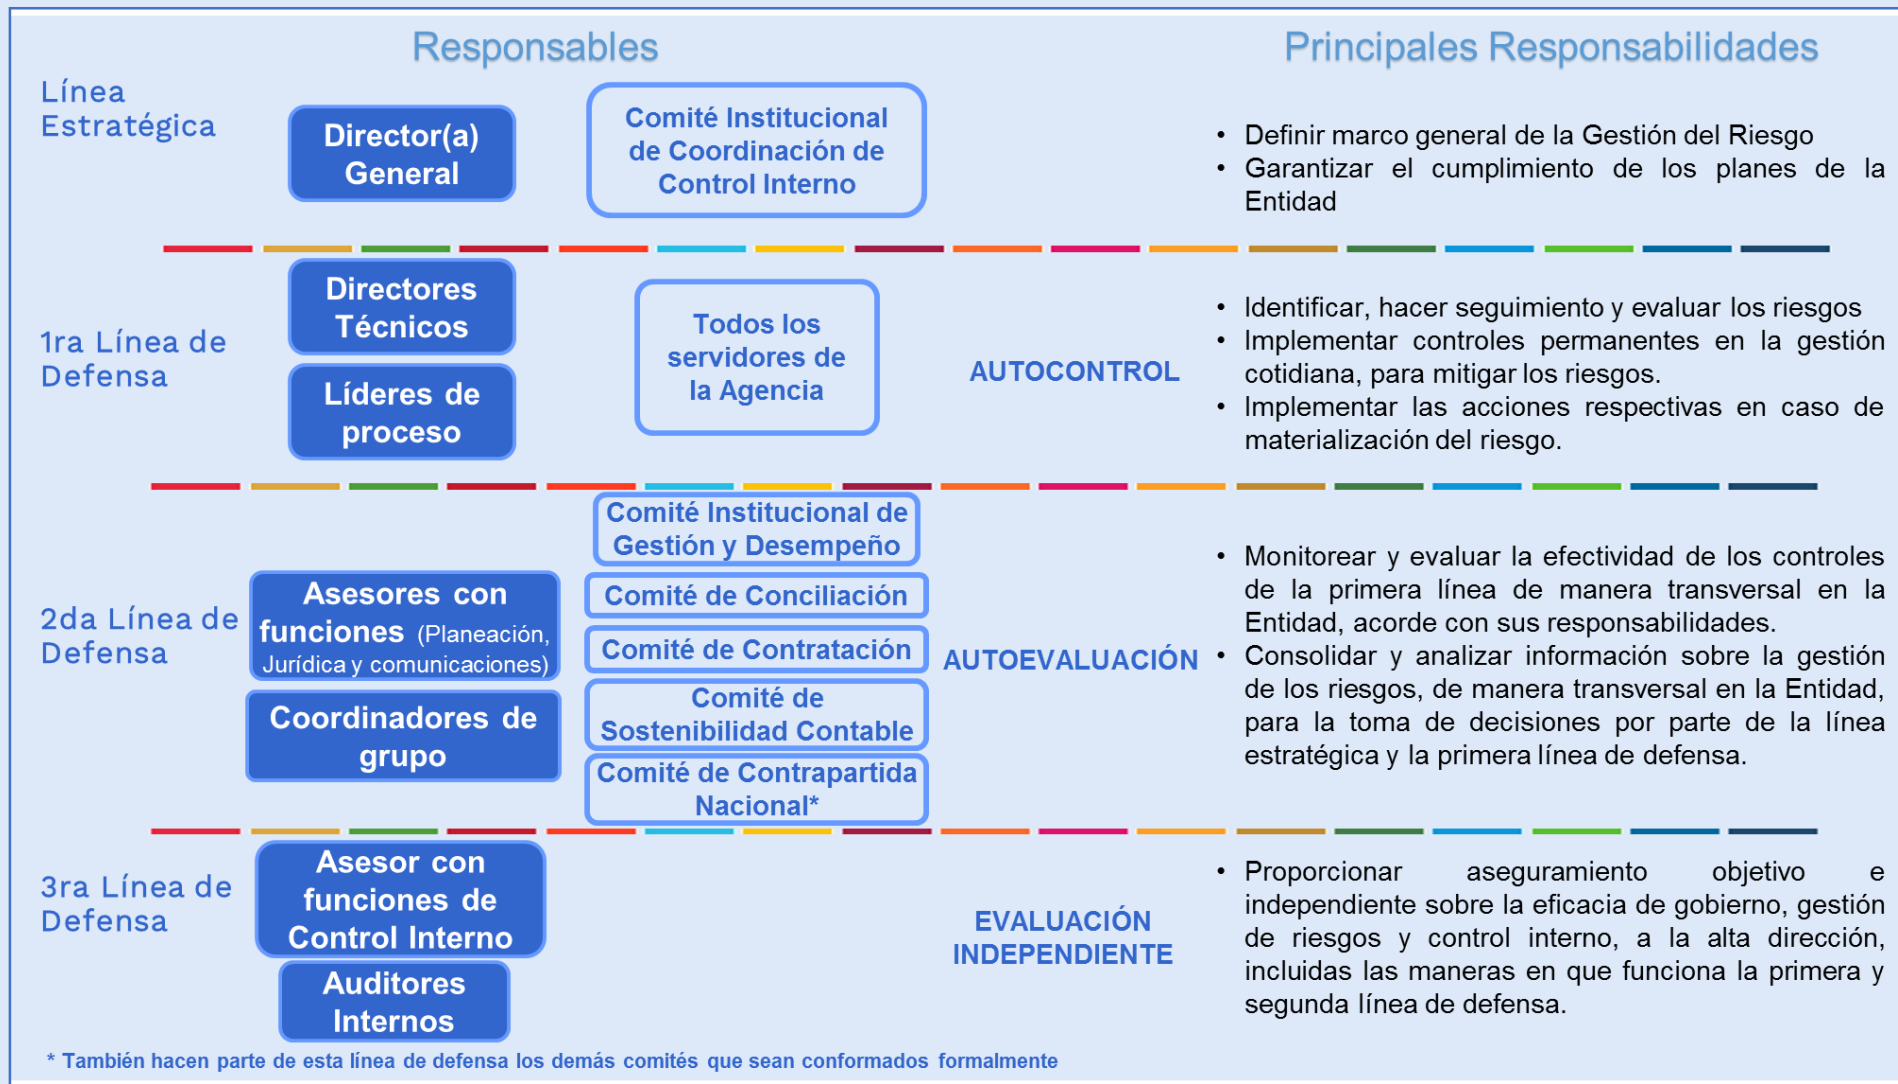 Responsables
Principales Responsabilidades
Línea
Estratégica
Director(a)
General
Comité Institucional
de Coordinación de
Control Interno
• Definir marco general de la Gestión del Riesgo
• Garantizar el cumplimiento de los planes de la
Entidad
1ra Línea de
Defensa
Directores
Técnicos
Líderes de
proceso
Todos los
servidores de
la Agencia
AUTOCONTROL
• Identificar, hacer seguimiento y evaluar los riesgos
• Implementar controles permanentes en la gestión
cotidiana, para mitigar los riesgos.
• Implementar las acciones respectivas en caso de
materialización del riesgo.
2da Línea de
Defensa
Asesores con
funciones (Planeación,
Jurídica y comunicaciones)
Coordinadores de
grupo
Comité Institucional de
Gestión y Desempeño
Comité de Conciliación
Comité de Contratación
Comité de
Sostenibilidad Contable
Comité de Contrapartida
Nacional*
AUTOEVALUACIÓN
• Monitorear y evaluar la efectividad de los controles
de la primera línea de manera transversal en la
Entidad, acorde con sus responsabilidades.
• Consolidar y analizar información sobre la gestión
de los riesgos, de manera transversal en la Entidad,
para la toma de decisiones por parte de la línea
estratégica y la primera línea de defensa.
3ra Línea de
Defensa
Asesor con
funciones de
Control Interno
Auditores
Internos
EVALUACIÓN
INDEPENDIENTE
• Proporcionar aseguramiento objetivo e
independiente sobre la eficacia de gobierno, gestión
de riesgos y control interno, a la alta dirección,
incluidas las maneras en que funciona la primera y
segunda línea de defensa.
* También hacen parte de esta línea de defensa los demás comités que sean conformados formalmente